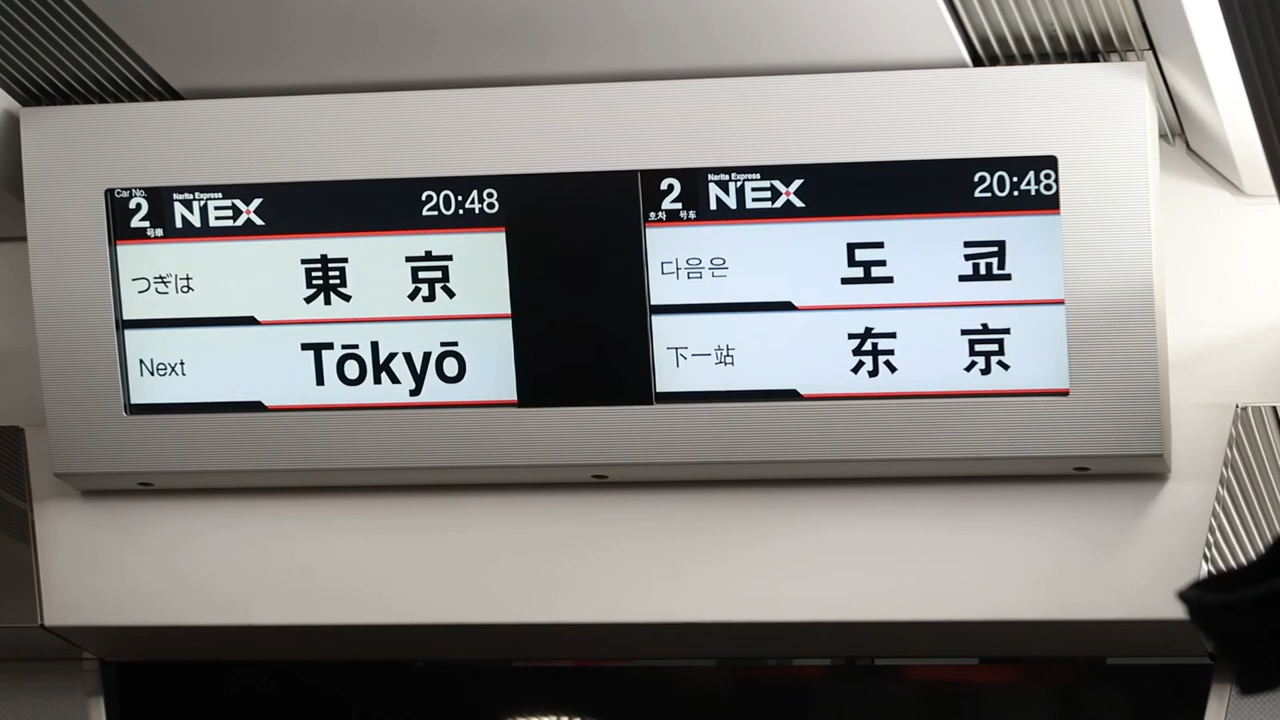 Car No.
2
号車
Narita Express
N'EX
20:48
つぎは 東京
Next Tōkyō
2
호차 号车
Narita Express
N'EX
20:48
다음은 도쿄
下一站 东京